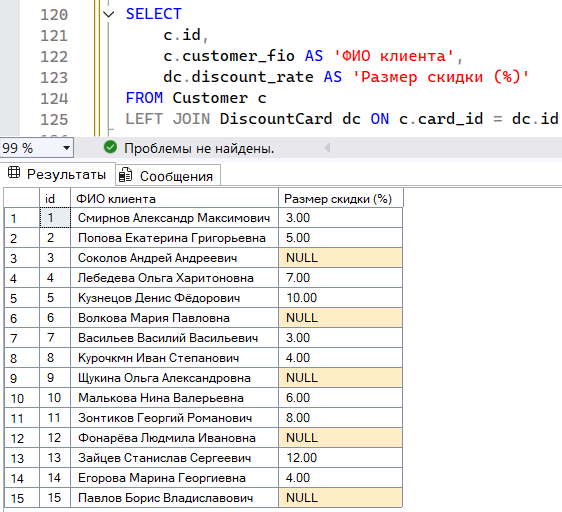 120 SELECT
121 c.id,
122 c.customer_fio AS 'ФИО клиента',
123 dc.discount_rate AS 'Размер скидки (%)'
124 FROM Customer c
125 LEFT JOIN DiscountCard dc ON c.card_id = dc.id
99 % Проблемы не найдены.
Результаты Сообщения
id ФИО клиента Размер скидки (%)
1 1 Смирнов Александр Максимович 3.00
2 2 Попова Екатерина Григорьевна 5.00
3 3 Соколов Андрей Андреевич NULL
4 4 Лебедева Ольга Харитоновна 7.00
5 5 Кузнецов Денис Фёдорович 10.00
6 6 Волкова Мария Павловна NULL
7 7 Васильев Василий Васильевич 3.00
8 8 Курочкмн Иван Степанович 4.00
9 9 Щукина Ольга Александровна NULL
10 10 Малькова Нина Валерьевна 6.00
11 11 Зонтиков Георгий Романович 8.00
12 12 Фонарёва Людмила Ивановна NULL
13 13 Зайцев Станислав Сергеевич 12.00
14 14 Егорова Марина Георгиевна 4.00
15 15 Павлов Борис Владиславович NULL